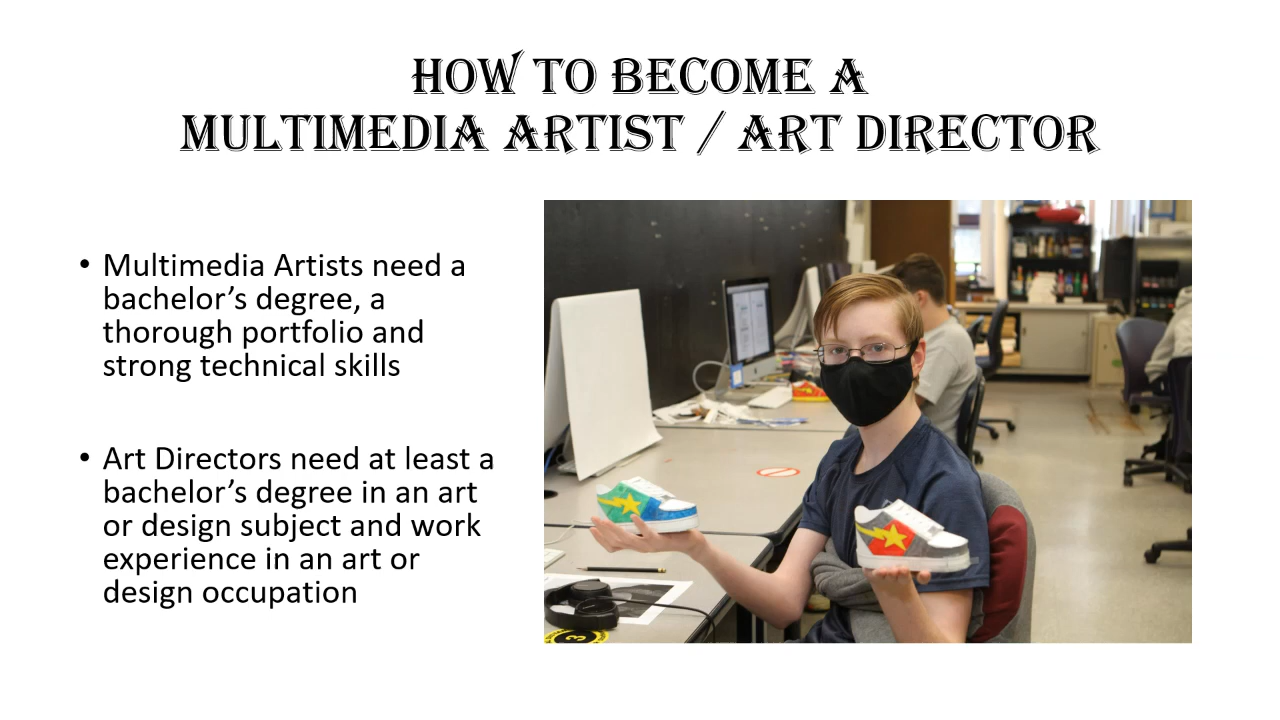 HOW TO BECOME A
MULTIMEDIA ARTIST / ART DIRECTOR
• Multimedia Artists need a
bachelor’s degree, a
thorough portfolio and
strong technical skills
• Art Directors need at least a
bachelor’s degree in an art
or design subject and work
experience in an art or
design occupation
3